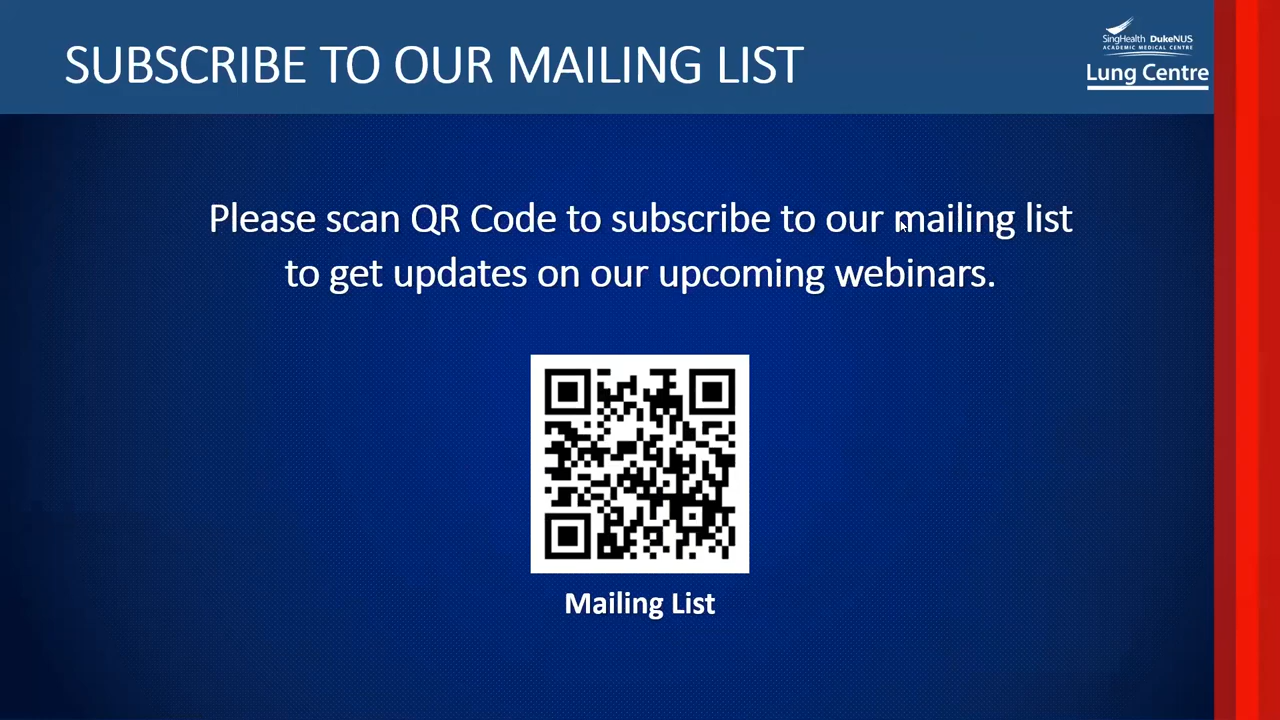 SUBSCRIBE TO OUR MAILING LIST
SingHealth DukeNUS
ACADEMIC MEDICAL CENTRE
Lung Centre
Please scan QR Code to subscribe to our mailing list
to get updates on our upcoming webinars.
Mailing List